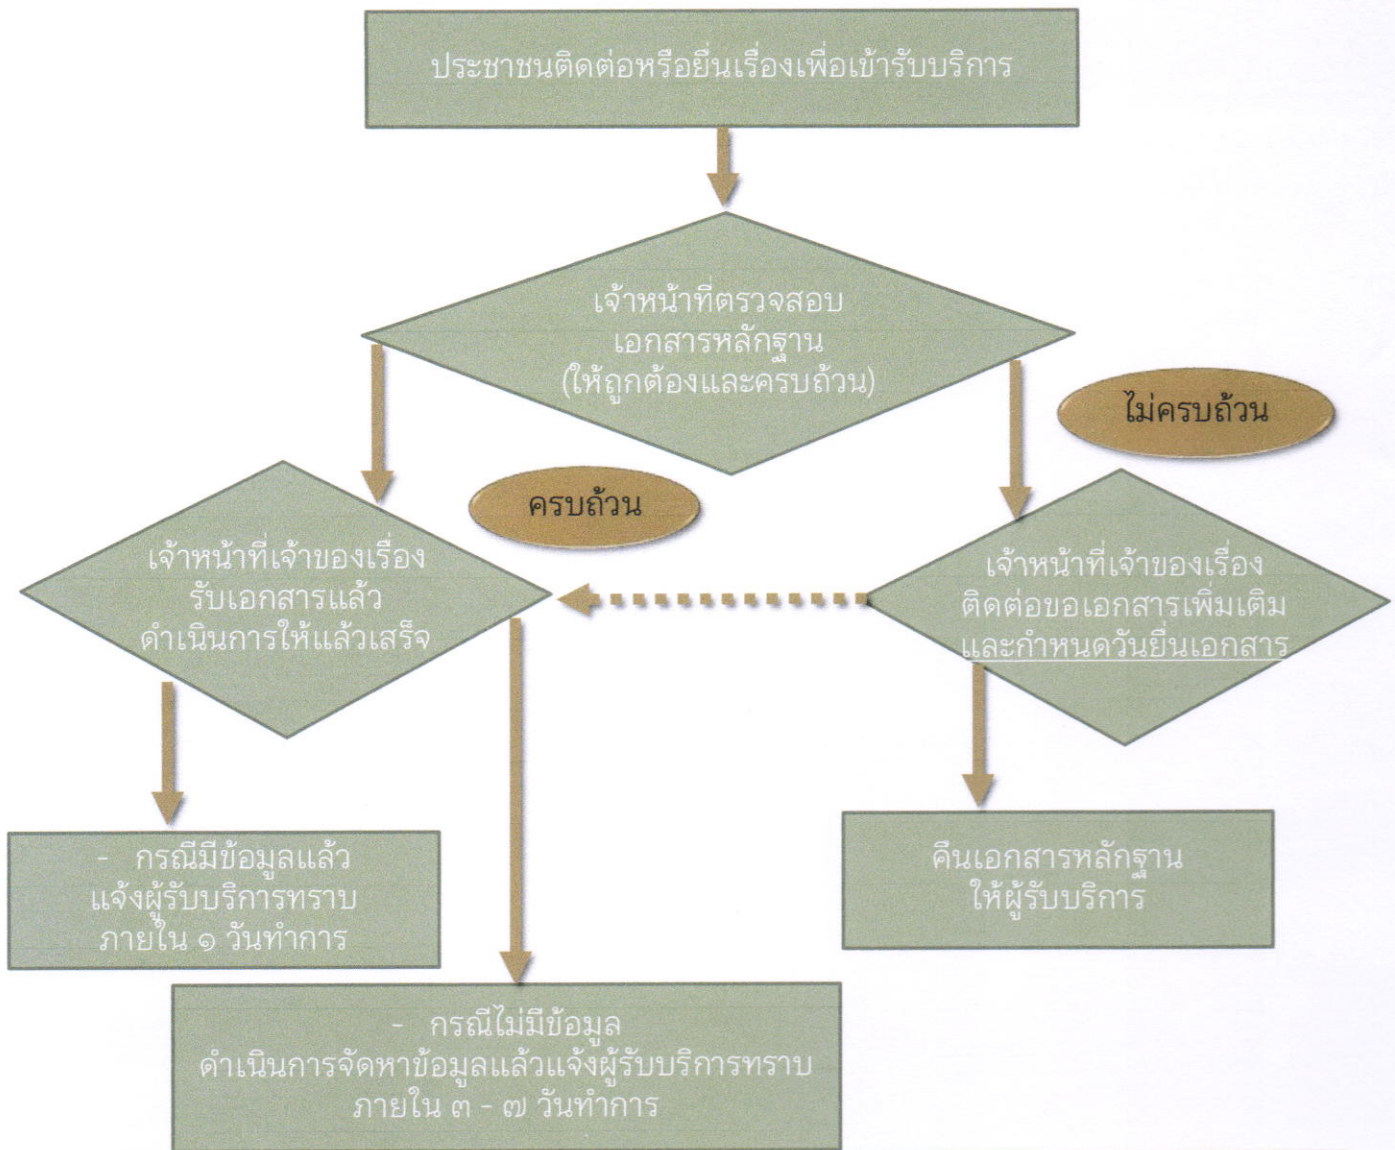 ประชาชนติดต่อหรือยื่นเรื่องเพื่อเข้ารับบริการ
เจ้าหน้าที่ตรวจสอบ
เอกสารหลักฐาน
(ให้ถูกต้องและครบถ้วน)
ไม่ครบถ้วน
ครบถ้วน
เจ้าหน้าที่เจ้าของเรื่อง
รับเอกสารแล้ว
ดำเนินการให้แล้วเสร็จ
เจ้าหน้าที่เจ้าของเรื่อง
ติดต่อขอเอกสารเพิ่มเติม
และกำหนดวันยื่นเอกสาร
- กรณีมีข้อมูลแล้ว
แจ้งผู้รับบริการทราบ
ภายใน ๑ วันทำการ
คืนเอกสารหลักฐาน
ให้ผู้รับบริการ
- กรณีไม่มีข้อมูล
ดำเนินการจัดหาข้อมูลแล้วแจ้งผู้รับบริการทราบ
ภายใน ๓ - ๗ วันทำการ